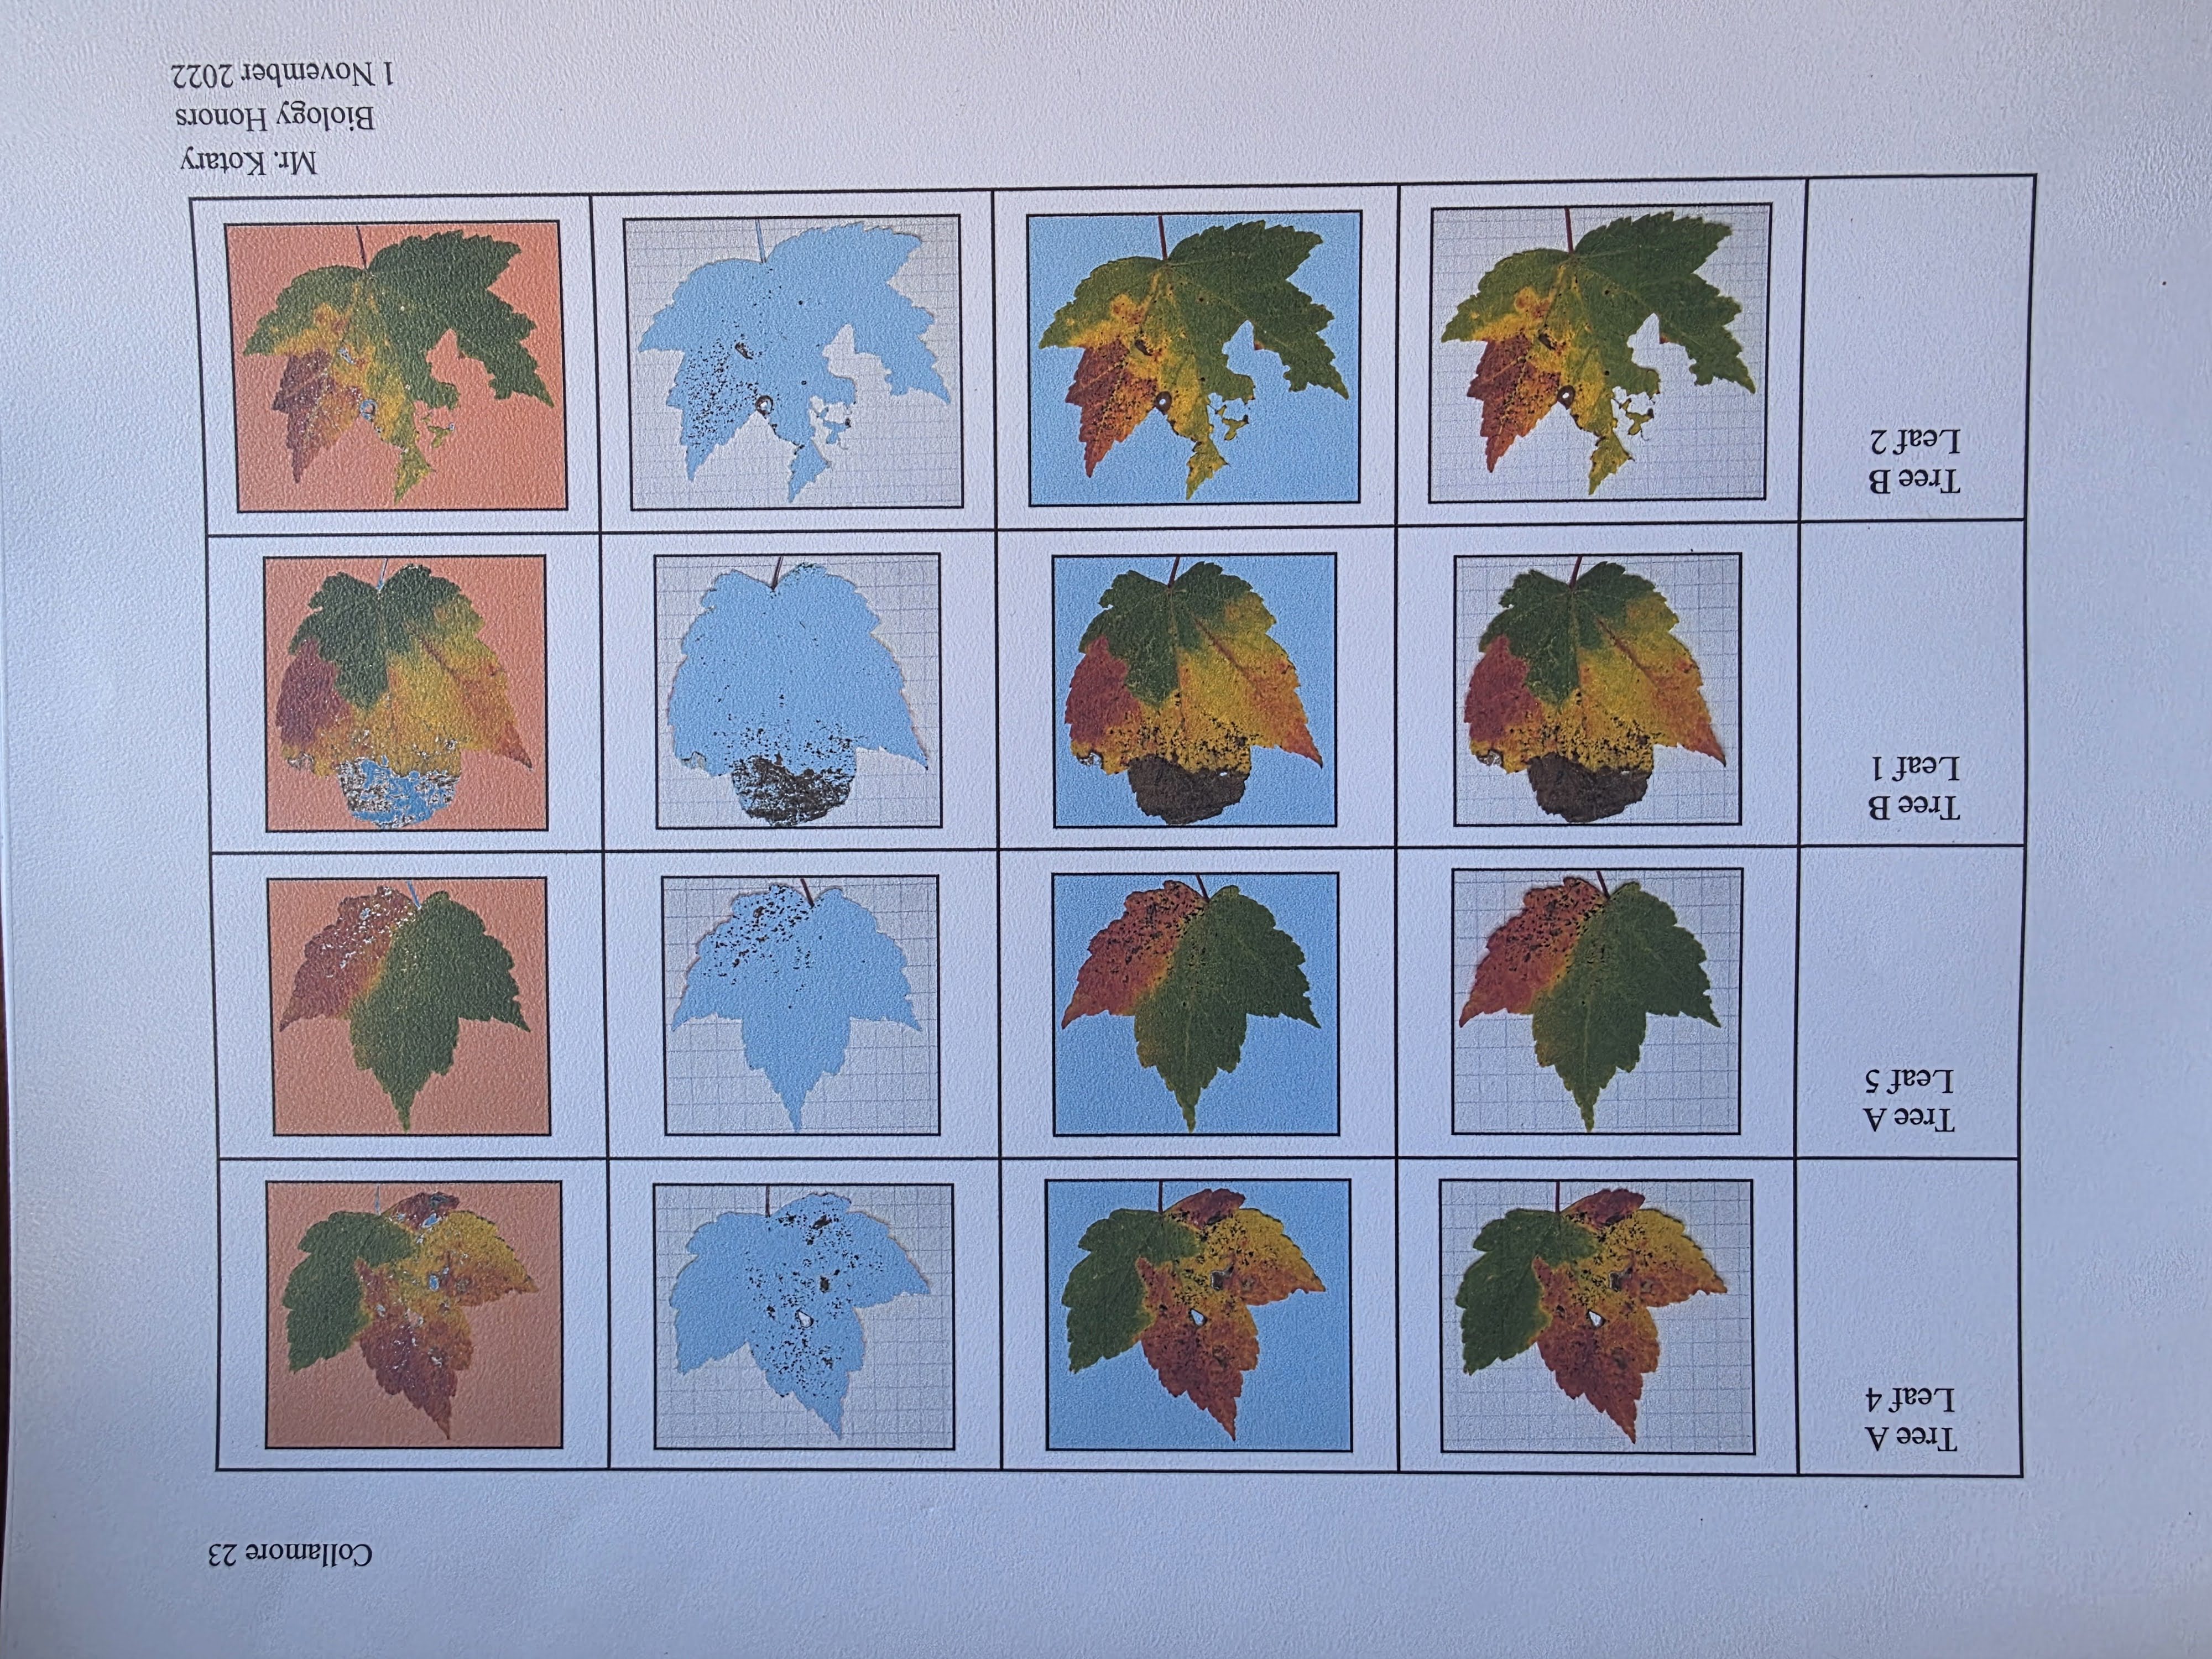 Collamore 23
Tree A
Leaf 4
Tree A
Leaf 5
Tree B
Leaf 1
Tree B
Leaf 2
Mr. Kotary
Biology Honors
1 November 2022